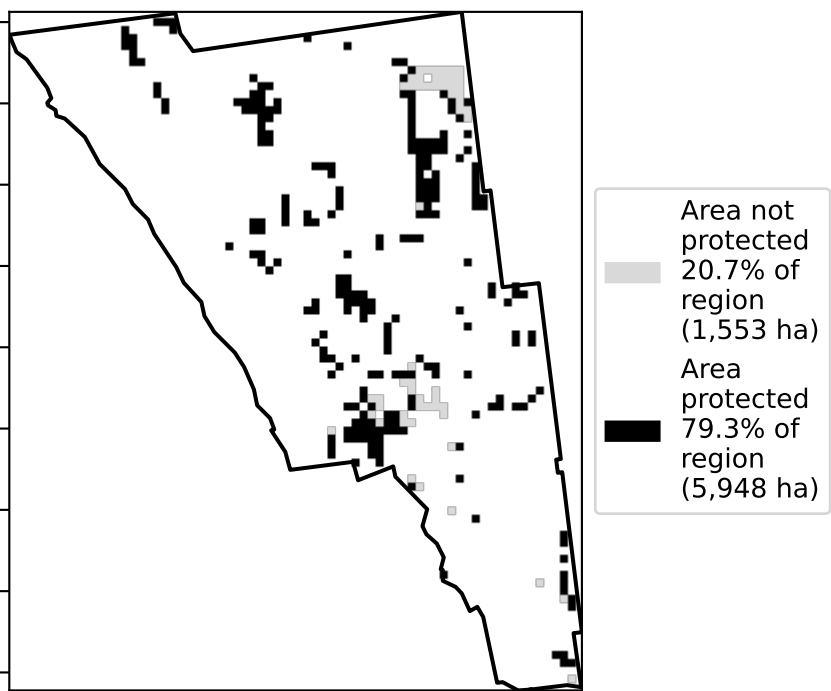 Area not
protected
20.7% of
region
(1,553 ha)
Area
protected
79.3% of
region
(5,948 ha)